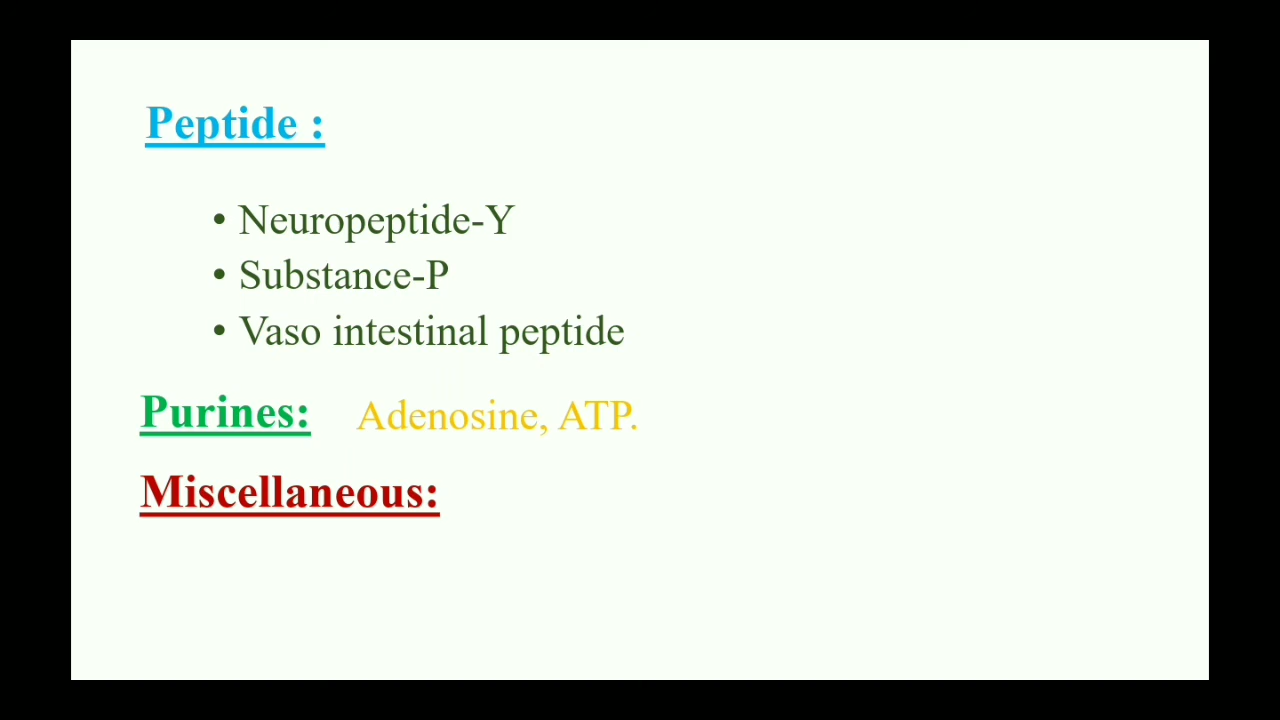 Peptide :
• Neuropeptide-Y
• Substance-P
• Vaso intestinal peptide
Purines: Adenosine, ATP.
Miscellaneous: